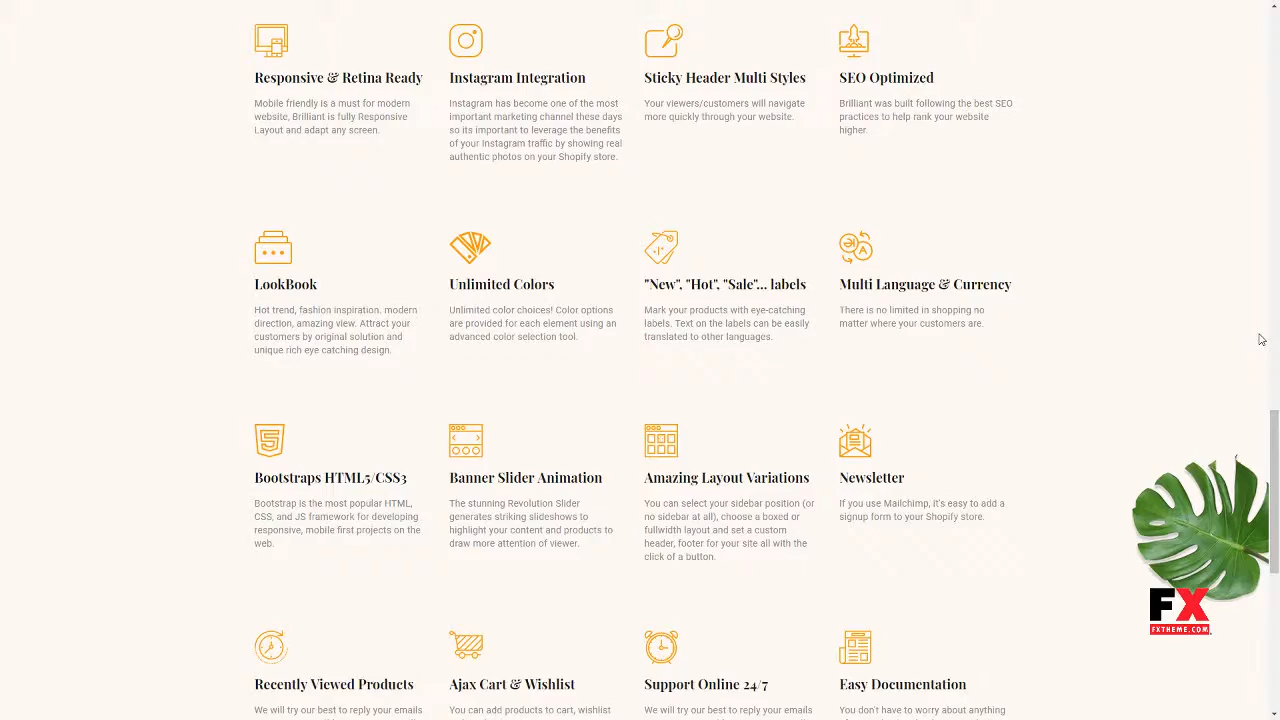 Responsive & Retina Ready
Mobile friendly is a must for modern
website, Brilliant is fully Responsive
Layout and adapt any screen.
Instagram Integration
Instagram has become one of the most
important marketing channel these days
so its important to leverage the benefits
of your Instagram traffic by showing real
authentic photos on your Shopify store.
Sticky Header Multi Styles
Your viewers/customers will navigate
more quickly through your website.
SEO Optimized
Brilliant was built following the best SEO
practices to help rank your website
higher.
LookBook
Hot trend, fashion inspiration. modern
direction, amazing view. Attract your
customers by original solution and
unique rich eye catching design.
Unlimited Colors
Unlimited color choices! Color options
are provided for each element using an
advanced color selection tool.
"New", "Hot", "Sale"... labels
Mark your products with eye-catching
labels. Text on the labels can be easily
translated to other languages.
Multi Language & Currency
There is no limited in shopping no
matter where your customers are.
Bootstraps HTML5/CSS3
Bootstrap is the most popular HTML,
CSS, and JS framework for developing
responsive, mobile first projects on the
web.
Banner Slider Animation
The stunning Revolution Slider
generates striking slideshows to
highlight your content and products to
draw more attention of viewer.
Amazing Layout Variations
You can select your sidebar position (or
no sidebar at all), choose a boxed or
fullwidth layout and set a custom
header, footer for your site all with the
click of a button.
Newsletter
If you use Mailchimp, it's easy to add a
signup form to your Shopify store.
FX
FXTHEME.COM
Recently Viewed Products
We will try our best to reply your emails
Ajax Cart & Wishlist
You can add products to cart, wishlist
Support Online 24/7
We will try our best to reply your emails
Easy Documentation
You don't have to worry about anything